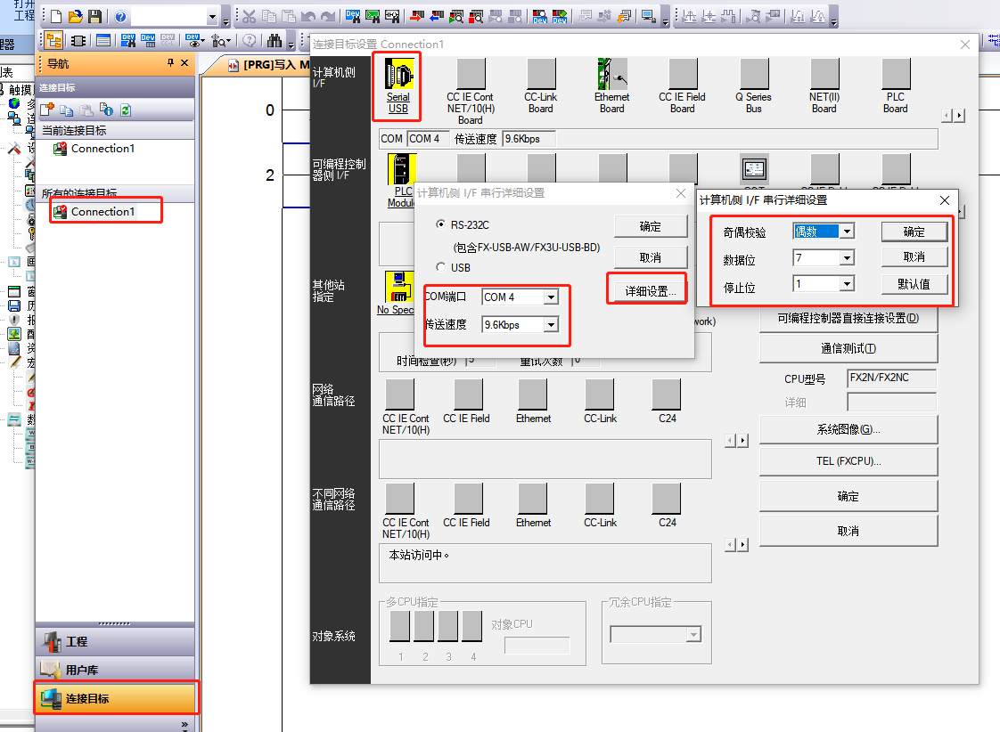 打开
工程
导航
连接目标
当前连接目标
Connection1
所有的连接目标
Connection1
工程
用户库
连接目标
[PRG]写入 M
0
2
连接目标设置 Connection1
计算机侧
I/F
Serial
USB
CC IE Cont
NET/10(H)
Board
CC-Link
Board
Ethernet
Board
CC IE Field
Board
Q Series
Bus
NET(II)
Board
PLC
Board
COM
COM 4
传送速度
9.6Kbps
可编程控制
器侧 I/F
PLC
Module
计算机侧 I/F 串行详细设置
RS-232C
(包含FX-USB-AW/FX3U-USB-BD)
USB
COM端口
COM 4
传送速度
9.6Kbps
确定
取消
详细设置...
计算机侧 I/F 串行详细设置
奇偶校验
偶数
数据位
7
停止位
1
确定
取消
默认值
其他站
指定
No Spec
work)
时间检查(秒)
5
重试次数
0
可编程控制器直接连接设置(D)
通信测试(T)
CPU型号
FX2N/FX2NC
详细
系统图像(G)...
TEL (FXCPU)...
确定
取消
网络
通信路径
CC IE Cont
NET/10(H)
CC IE Field
Ethernet
CC-Link
C24
不同网络
通信路径
CC IE Cont
NET/10(H)
CC IE Field
Ethernet
CC-Link
C24
本站访问中。
对象系统
多CPU指定
1
2
3
4
对象CPU
冗余CPU指定